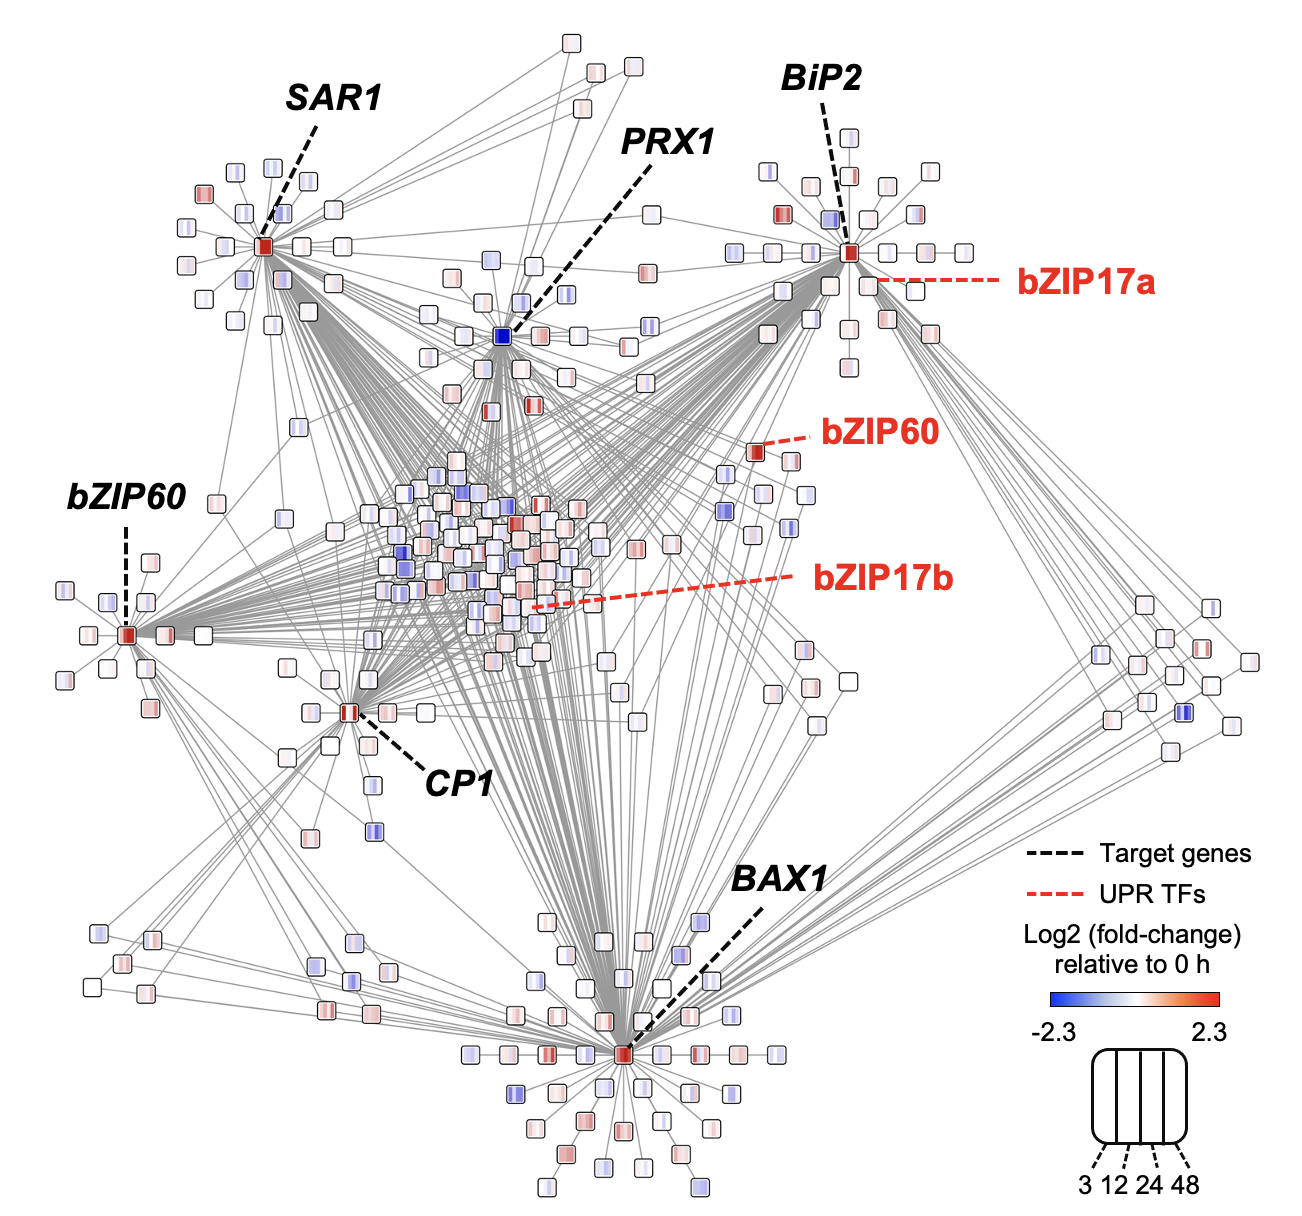 BiP2
SAR1
PRX1
bZIP17a
bZIP60
bZIP60
bZIP17b
CP1
BAX1
Target genes
UPR TFs
Log2 (fold-change)
relative to 0 h
-2.3 2.3
3 12 24 48